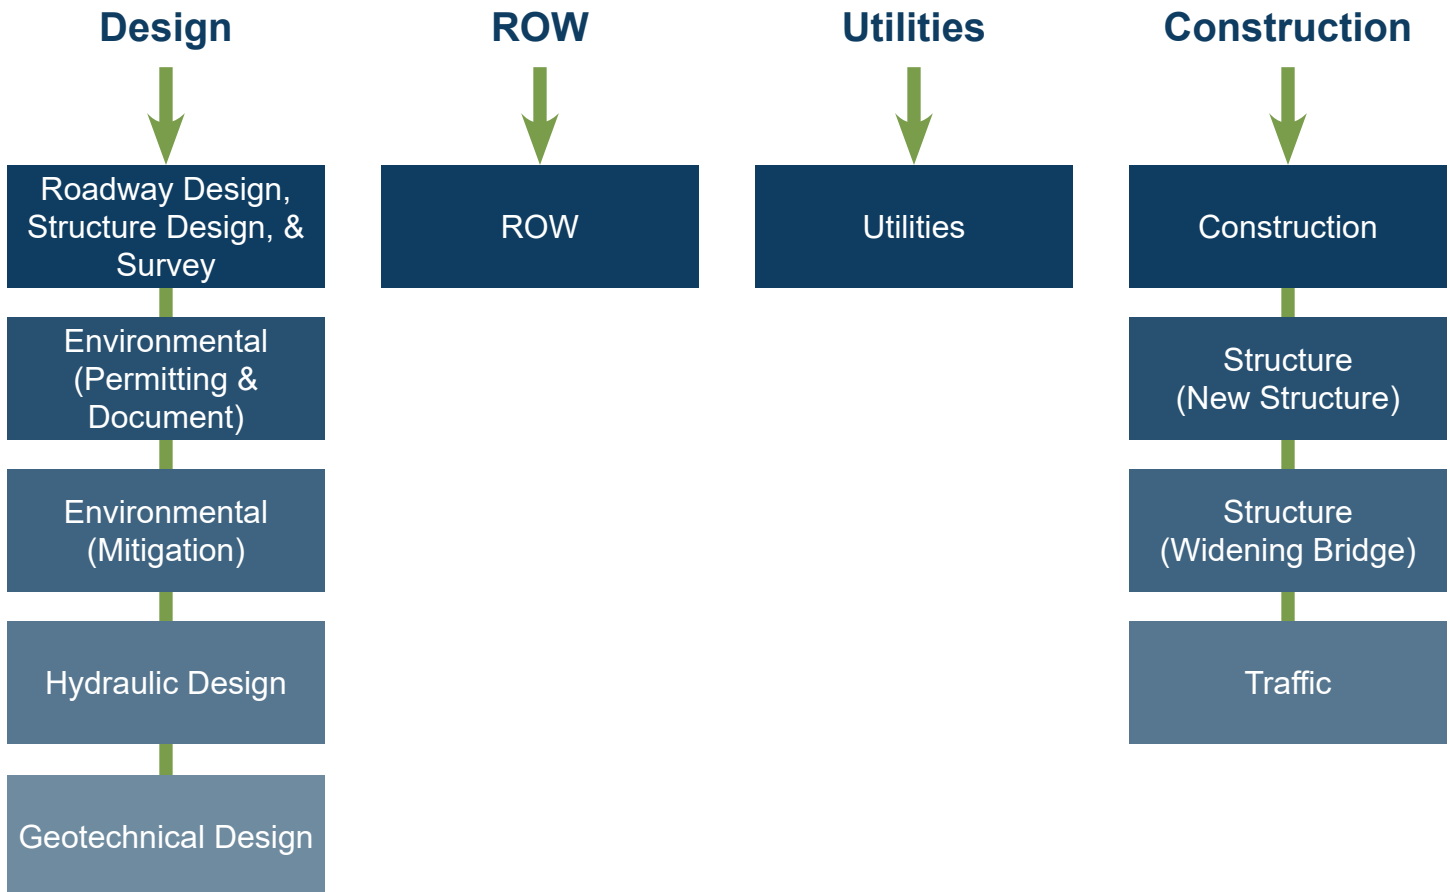 Design
ROW
Utilities
Construction
Roadway Design,
Structure Design, &
Survey
ROW
Utilities
Construction
Environmental
(Permitting &
Document)
Structure
(New Structure)
Environmental
(Mitigation)
Structure
(Widening Bridge)
Hydraulic Design
Traffic
Geotechnical Design